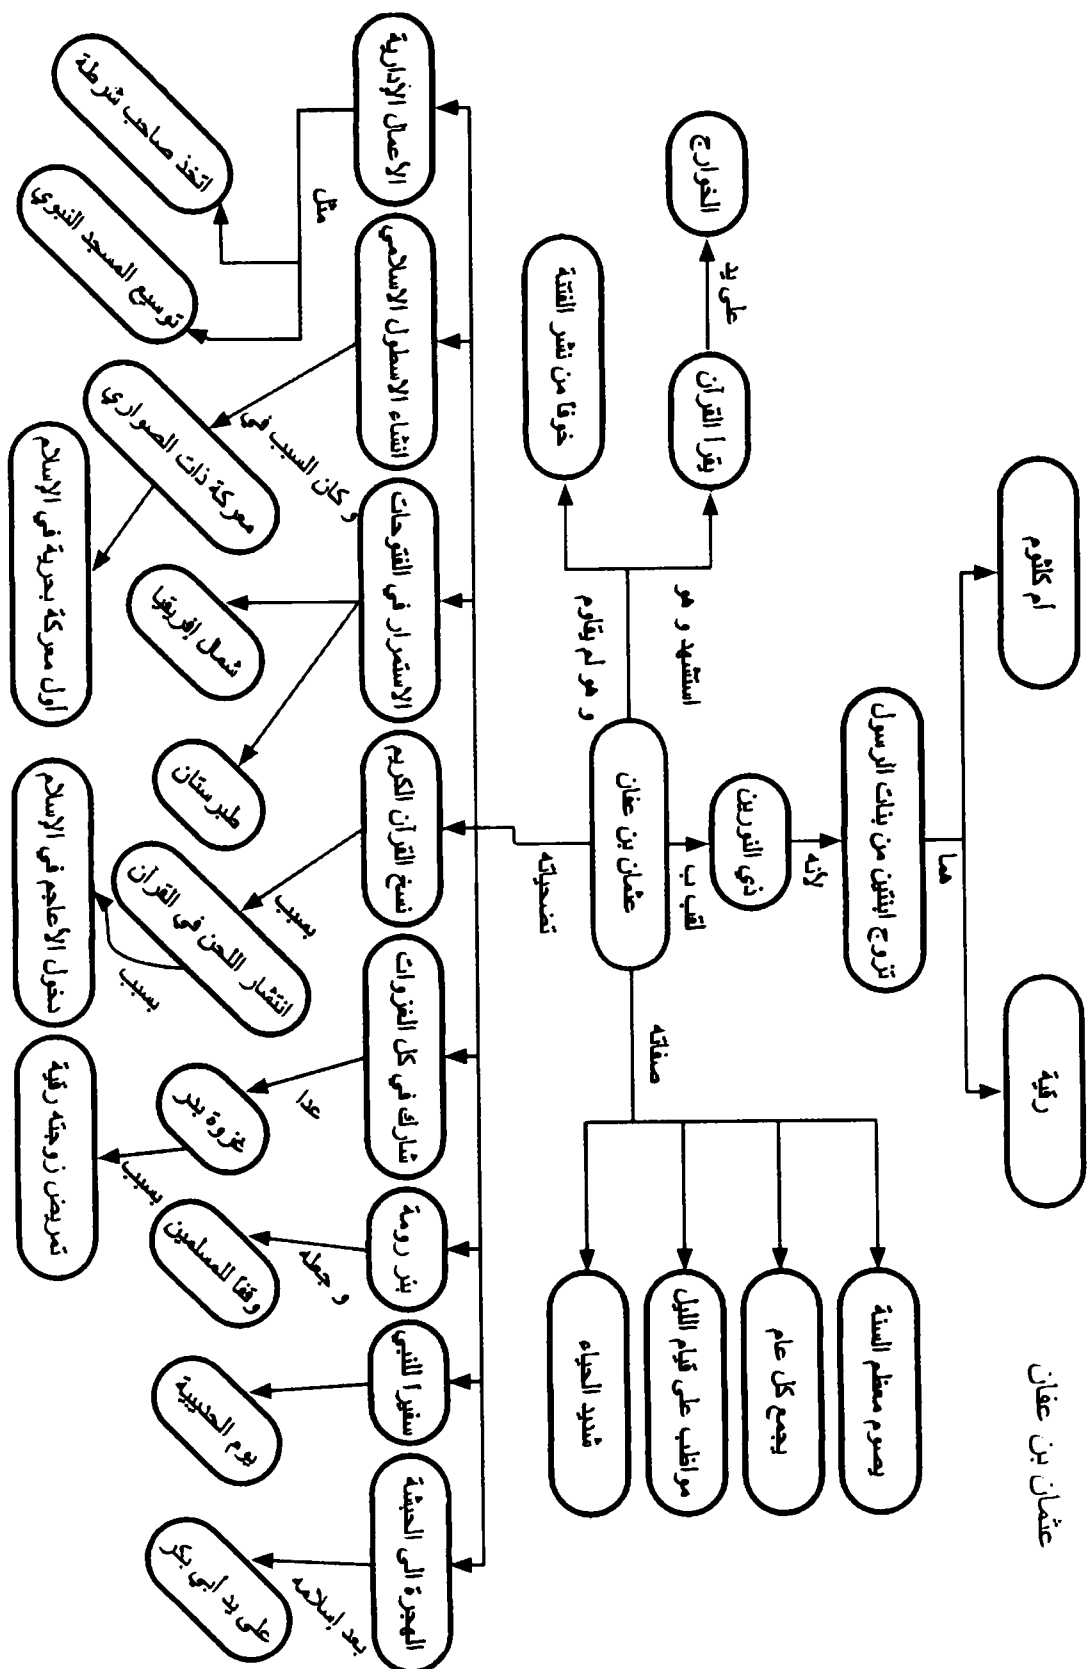 عثمان بن عفان
أم كلثوم
رقية
هما
تزوج ابنتين من بنات الرسول
لأنه
ذي النورين
لقب ب
عثمان بن عفان
الخوارج
على يد
يقرأ القرآن
استشهد و هو
خوفا من نشر الفتنة
و هو لم يقاوم
صفاته
يصوم معظم السنة
يجمع كل عام
مواظب على قيام الليل
شديد الحياء
تضحياته
الهجرة الى الحبشة
بعد إسلامه
على يد أبي بكر
سفيرا للنبي
يوم الحديبية
بئر رومة
و جعله
وقفا للمسلمين
شارك في كل الغزوات
عدا
غزوة بدر
بسبب
تمريض زوجته رقية
نسخ القرآن الكريم
بسبب
انتشار اللحن في القرآن
بسبب
دخول الأعاجم في الإسلام
الاستمرار في الفتوحات
طبرستان
شمال إفريقيا
انشاء الاسطول الاسلامي
و كان السبب في
معركة ذات الصواري
أول معركة بحرية في الإسلام
الأعمال الإدارية
مثل
توسيع المسجد النبوي
اتخذ صاحب شرطة